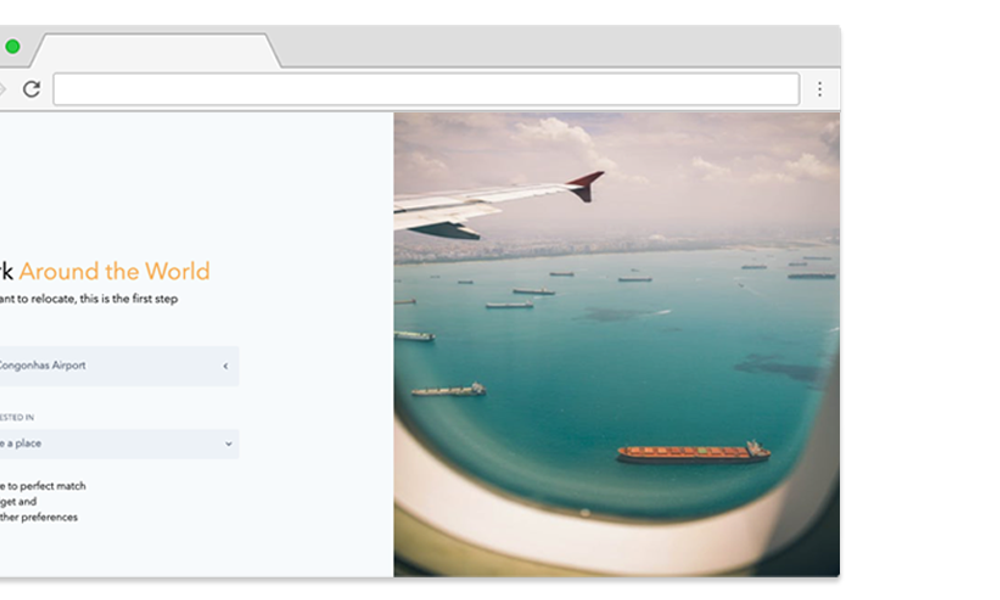 rk Around the World
ant to relocate, this is the first step
Congonhas Airport
ESTED IN
e a place
e to perfect match
get and
ther preferences